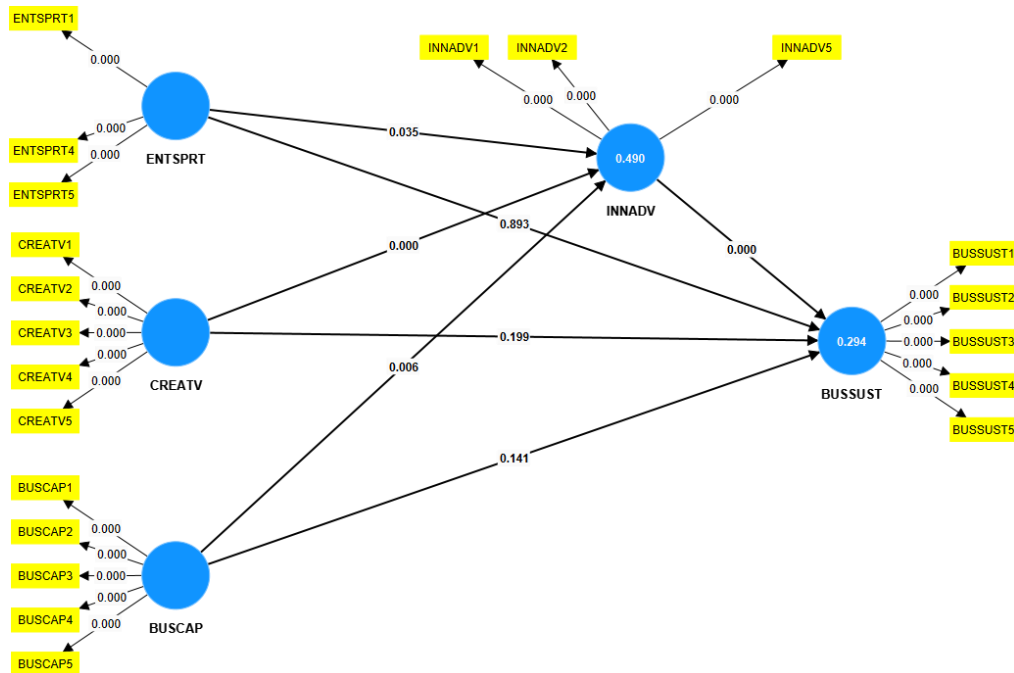 ENTSPRT1
0.000
ENTSPRT4
0.000
ENTSPRT5
0.000
ENTSPRT
INNADV1
INNADV2
INNADV5
0.000
0.000
0.000
0.490
INNADV
0.035
0.893
0.000
0.000
CREATV1
0.000
CREATV2
0.000
CREATV3
0.000
CREATV4
0.000
CREATV5
0.000
CREATV
0.199
0.006
0.141
BUSSUST1
0.000
BUSSUST2
0.000
BUSSUST3
0.000
BUSSUST4
0.000
BUSSUST5
0.000
0.294
BUSSUST
BUSCAP1
0.000
BUSCAP2
0.000
BUSCAP3
0.000
BUSCAP4
0.000
BUSCAP5
0.000
BUSCAP